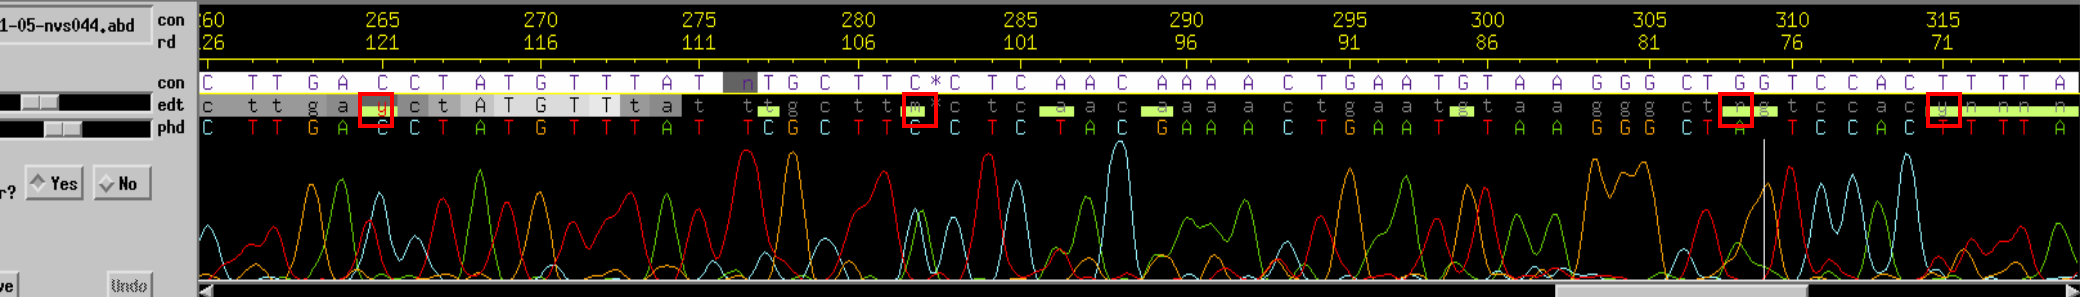 1-05-nvs044.abd
con 260 265 270 275 280 285 290 295 300 305 310 315
rd 126 121 116 111 106 101 96 91 86 81 76 71
con C T T G A C C T A T G T T T A T n T G C T T C * C T C A A C A A A A C T G A A T G T A A G G G C T G G T C C A C T T T T A
edt c t t g a y c t A T G T T t a t t t g c t t m * c t c a a c a a a a c t g a a t g t a a g g g c t n g t c c a c y n n n n
phd C T T G A C C T A T G T T T A T T C G C T T C C T C A A C G A A A C T G A A T T A A G G G C T A T C C A C T T T T A
r? Yes No
ve Undo